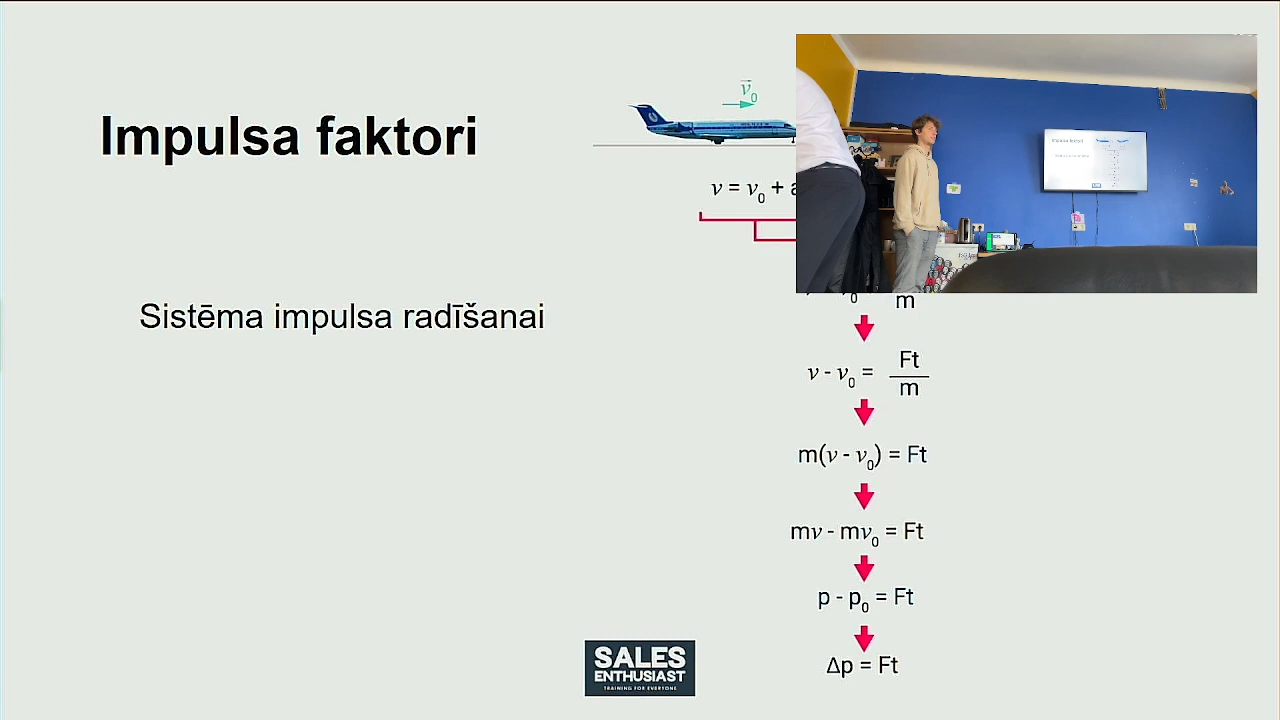 Impulsa faktori
v⃗₀
v = v₀ + a
Sistēma impulsa radīšanai
m
v - v₀ = Ft/m
m(v - v₀) = Ft
mv - mv₀ = Ft
p - p₀ = Ft
Δp = Ft
SALES
ENTHUSIAST
TRAINING FOR EVERYONE